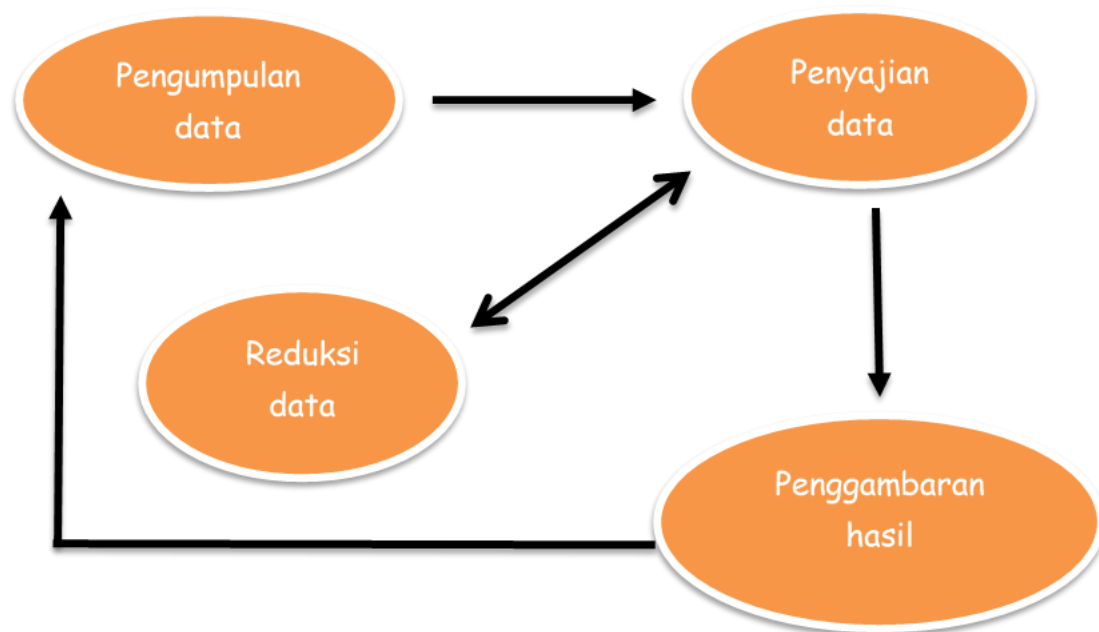 Pengumpulan
data
Penyajian
data
Reduksi
data
Penggambaran
hasil